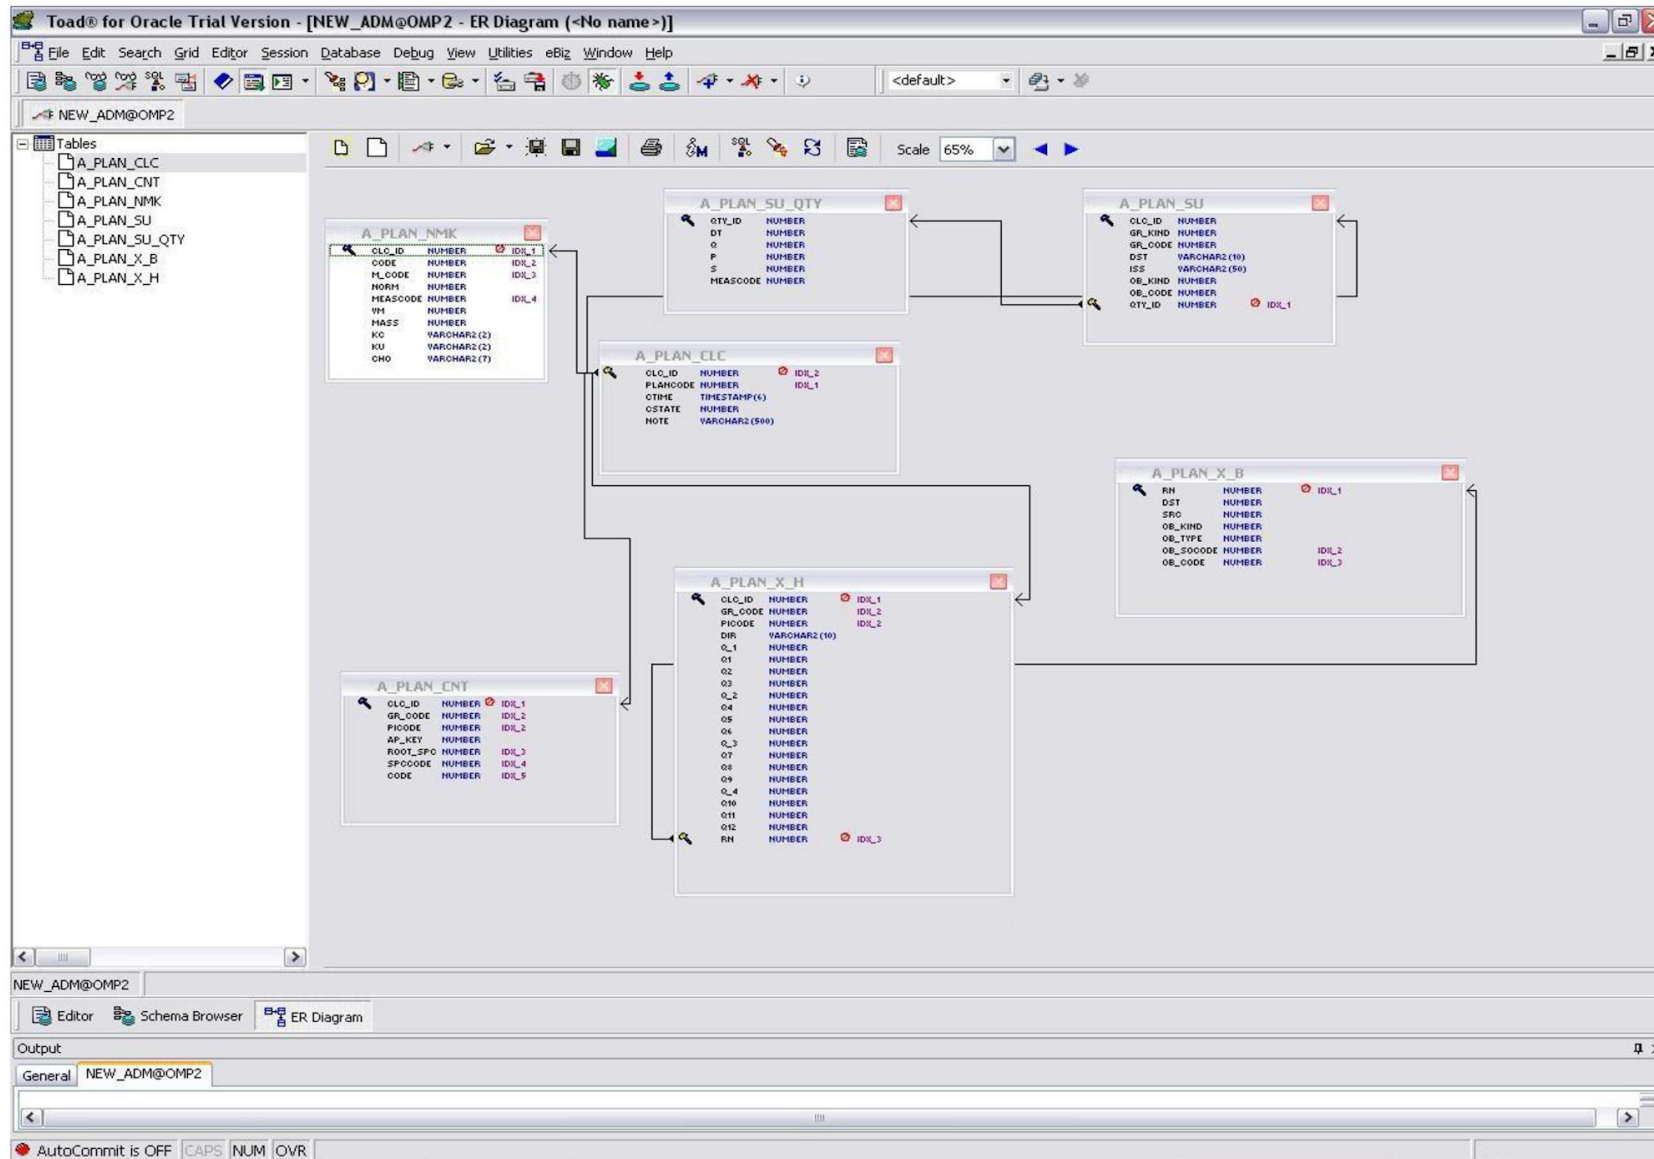 Toad® for Oracle Trial Version - [NEW_ADM@OMP2 - ER Diagram (<No name>)]
File Edit Search Grid Editor Session Database Debug View Utilities eBiz Window Help
SQL <default>
NEW_ADM@OMP2
Tables
A_PLAN_CLC
A_PLAN_CNT
A_PLAN_NMK
A_PLAN_SU
A_PLAN_SU_QTY
A_PLAN_X_B
A_PLAN_X_H
SQL Scale 65%
A_PLAN_NMK
CLC_ID NUMBER IDX_1
CODE NUMBER IDX_2
M_CODE NUMBER IDX_3
NORM NUMBER
MEASCODE NUMBER IDX_4
VM NUMBER
MASS NUMBER
KC VARCHAR2(2)
KU VARCHAR2(2)
CHO VARCHAR2(7)
A_PLAN_SU_QTY
QTY_ID NUMBER
DT NUMBER
Q NUMBER
P NUMBER
S NUMBER
MEASCODE NUMBER
A_PLAN_SU
CLC_ID NUMBER
GR_KIND NUMBER
GR_CODE NUMBER
DST VARCHAR2(10)
ISS VARCHAR2(50)
OB_KIND NUMBER
OB_CODE NUMBER
QTY_ID NUMBER IDX_1
A_PLAN_CLC
CLC_ID NUMBER IDX_2
PLANCODE NUMBER IDX_1
CTIME TIMESTAMP(6)
CSTATE NUMBER
NOTE VARCHAR2(500)
A_PLAN_X_B
RN NUMBER IDX_1
DST NUMBER
SRC NUMBER
OB_KIND NUMBER
OB_TYPE NUMBER
OB_SOCODE NUMBER IDX_2
OB_CODE NUMBER IDX_3
A_PLAN_X_H
CLC_ID NUMBER IDX_1
GR_CODE NUMBER IDX_2
PICODE NUMBER IDX_2
DIR VARCHAR2(10)
Q_1 NUMBER
Q1 NUMBER
Q2 NUMBER
Q3 NUMBER
Q_2 NUMBER
Q4 NUMBER
Q5 NUMBER
Q6 NUMBER
Q_3 NUMBER
Q7 NUMBER
Q8 NUMBER
Q9 NUMBER
Q_4 NUMBER
Q10 NUMBER
Q11 NUMBER
Q12 NUMBER
RN NUMBER IDX_3
A_PLAN_CNT
CLC_ID NUMBER IDX_1
GR_CODE NUMBER IDX_2
PICODE NUMBER IDX_2
AP_KEY NUMBER
ROOT_SPC NUMBER IDX_3
SPCCODE NUMBER IDX_4
CODE NUMBER IDX_5
NEW_ADM@OMP2
Editor Schema Browser ER Diagram
Output
General NEW_ADM@OMP2
AutoCommit is OFF CAPS NUM OVR